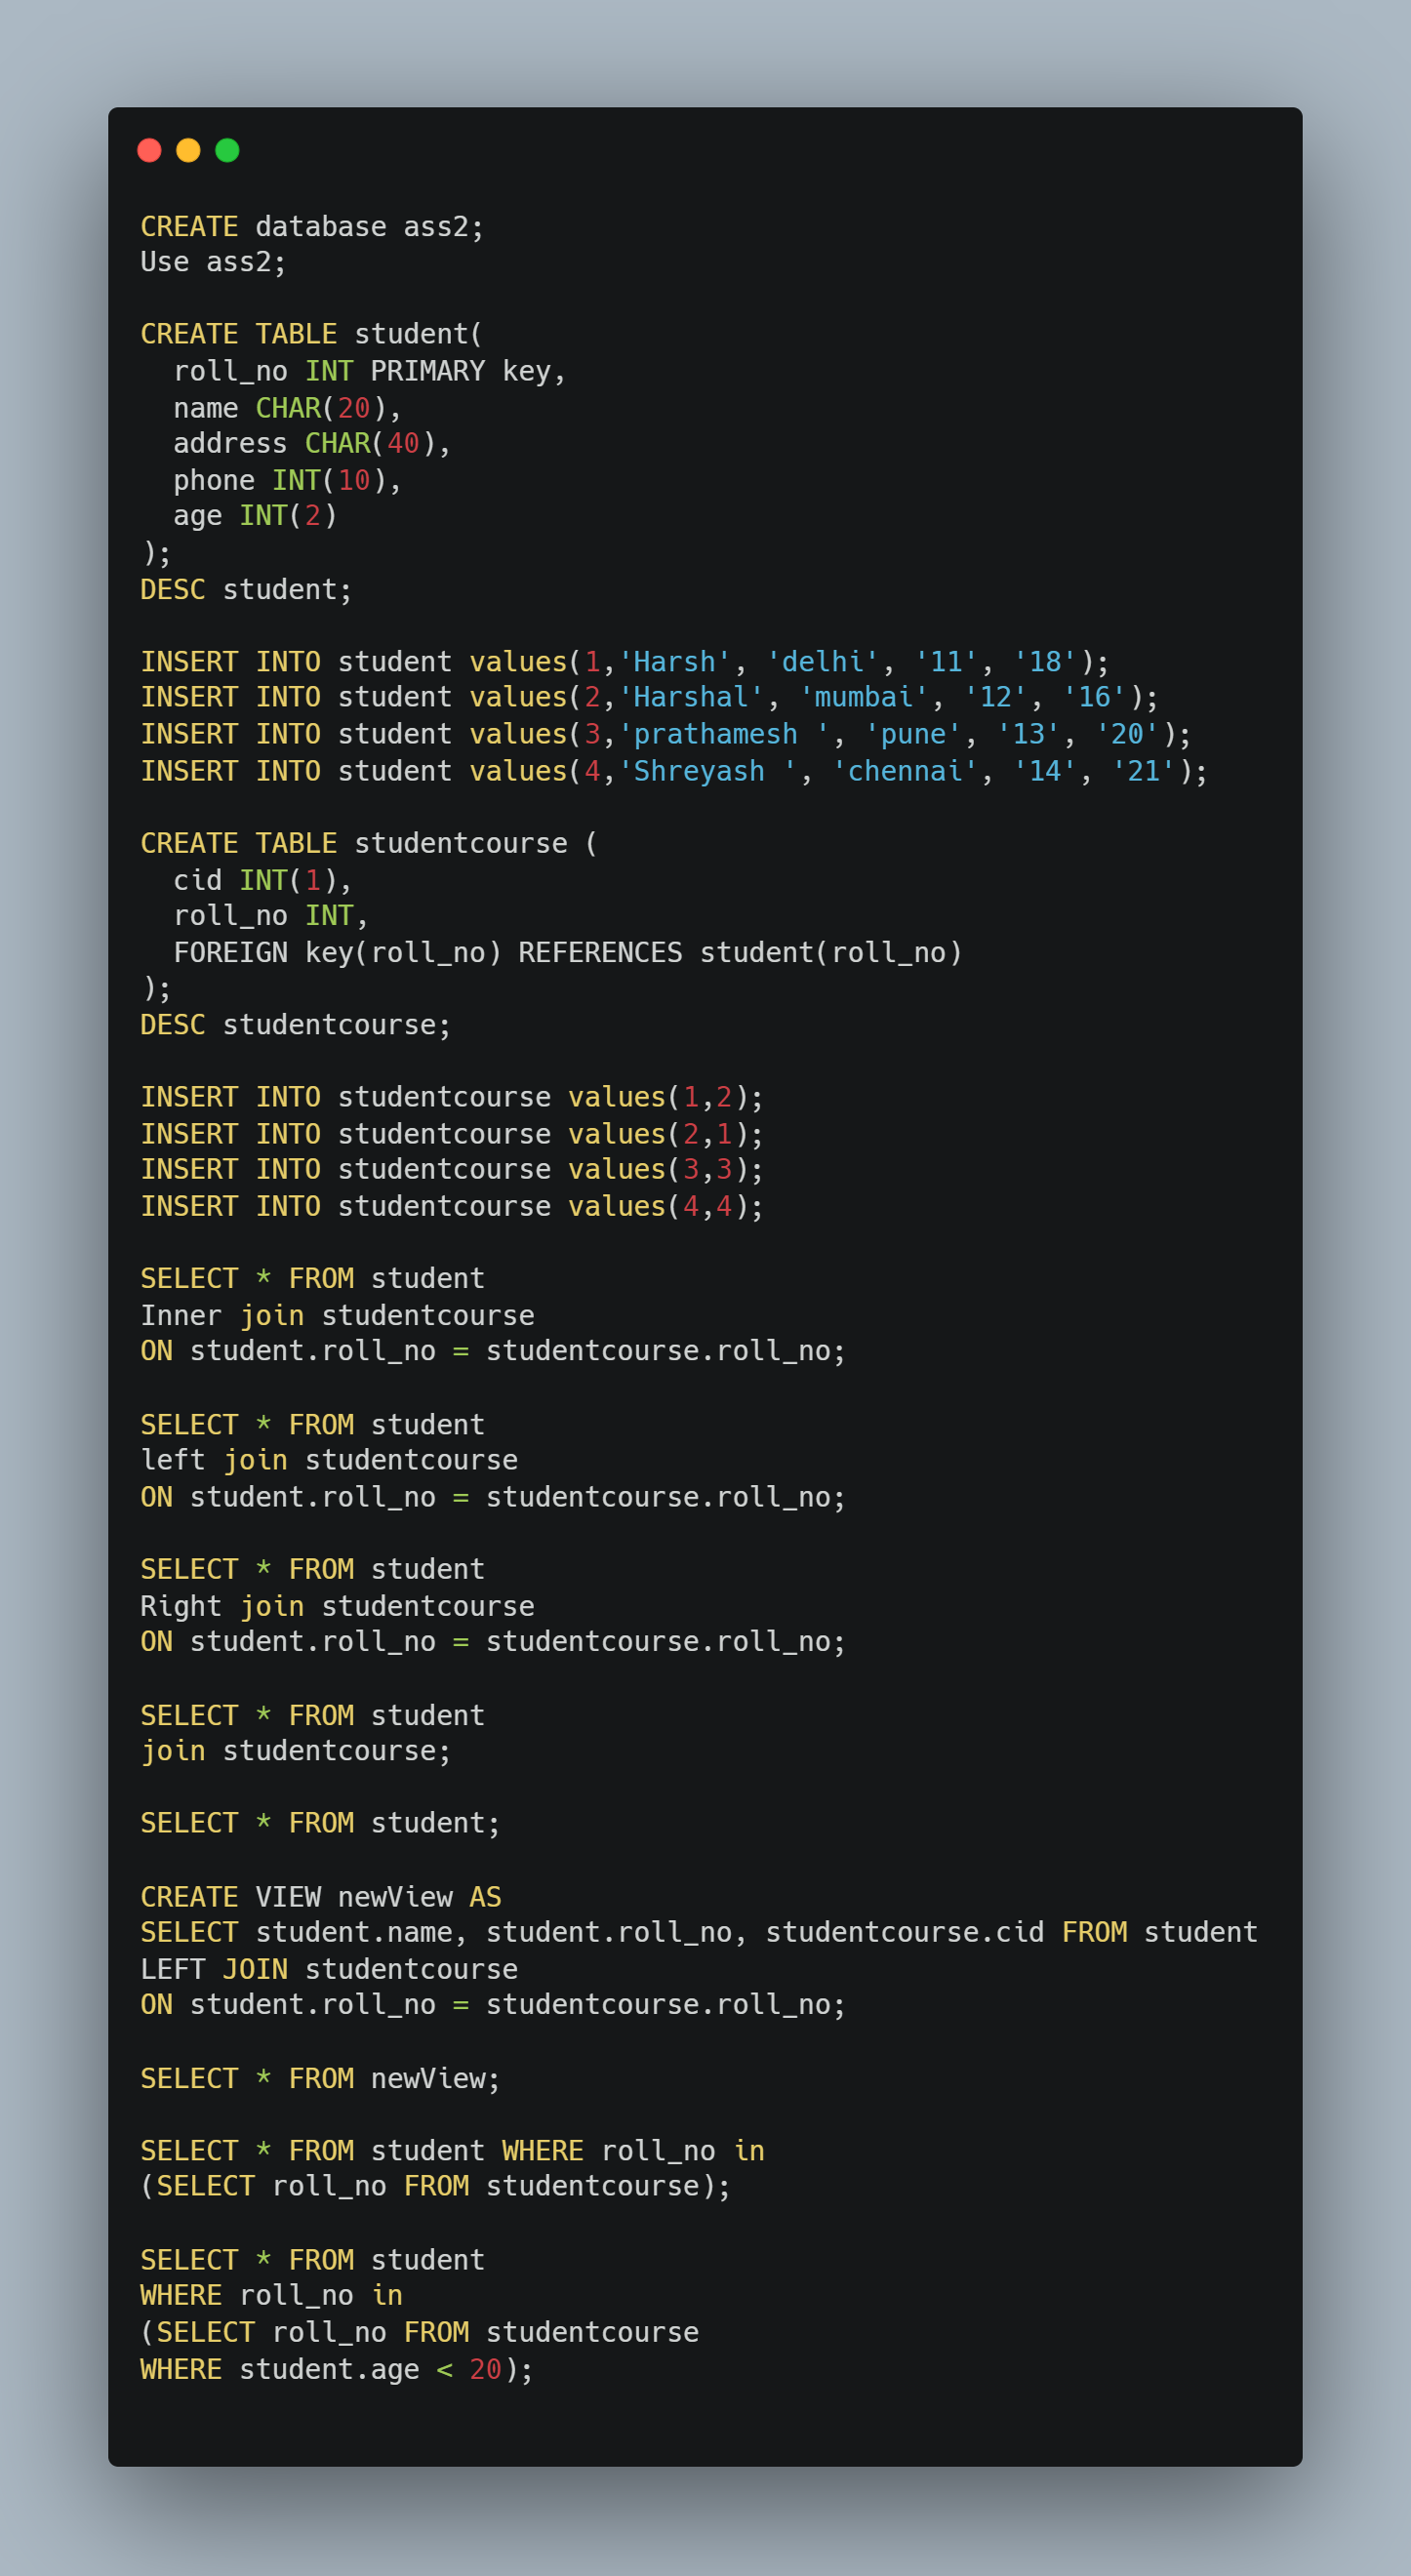 CREATE database ass2;
Use ass2;

CREATE TABLE student(
  roll_no INT PRIMARY key,
  name CHAR(20),
  address CHAR(40),
  phone INT(10),
  age INT(2)
);
DESC student;

INSERT INTO student values(1,'Harsh', 'delhi', '11', '18');
INSERT INTO student values(2,'Harshal', 'mumbai', '12', '16');
INSERT INTO student values(3,'prathamesh ', 'pune', '13', '20');
INSERT INTO student values(4,'Shreyash ', 'chennai', '14', '21');

CREATE TABLE studentcourse (
  cid INT(1),
  roll_no INT,
  FOREIGN key(roll_no) REFERENCES student(roll_no)
);
DESC studentcourse;

INSERT INTO studentcourse values(1,2);
INSERT INTO studentcourse values(2,1);
INSERT INTO studentcourse values(3,3);
INSERT INTO studentcourse values(4,4);

SELECT * FROM student
Inner join studentcourse
ON student.roll_no = studentcourse.roll_no;

SELECT * FROM student
left join studentcourse
ON student.roll_no = studentcourse.roll_no;

SELECT * FROM student
Right join studentcourse
ON student.roll_no = studentcourse.roll_no;

SELECT * FROM student
join studentcourse;

SELECT * FROM student;

CREATE VIEW newView AS
SELECT student.name, student.roll_no, studentcourse.cid FROM student
LEFT JOIN studentcourse
ON student.roll_no = studentcourse.roll_no;

SELECT * FROM newView;

SELECT * FROM student WHERE roll_no in
(SELECT roll_no FROM studentcourse);

SELECT * FROM student
WHERE roll_no in
(SELECT roll_no FROM studentcourse
WHERE student.age < 20);